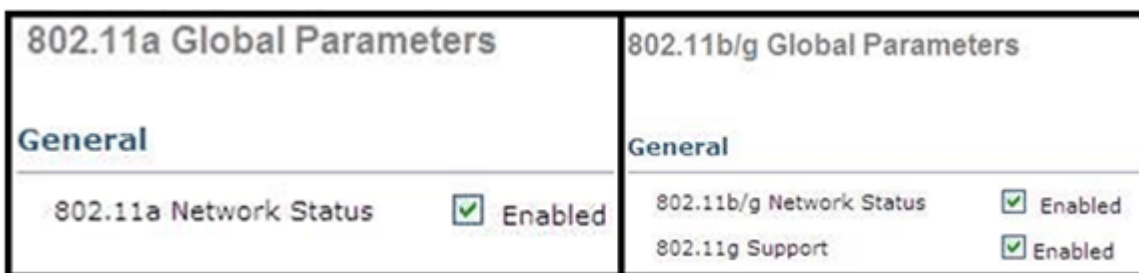 802.11a Global Parameters
General
802.11a Network Status Enabled
802.11b/g Global Parameters
General
802.11b/g Network Status Enabled
802.11g Support Enabled